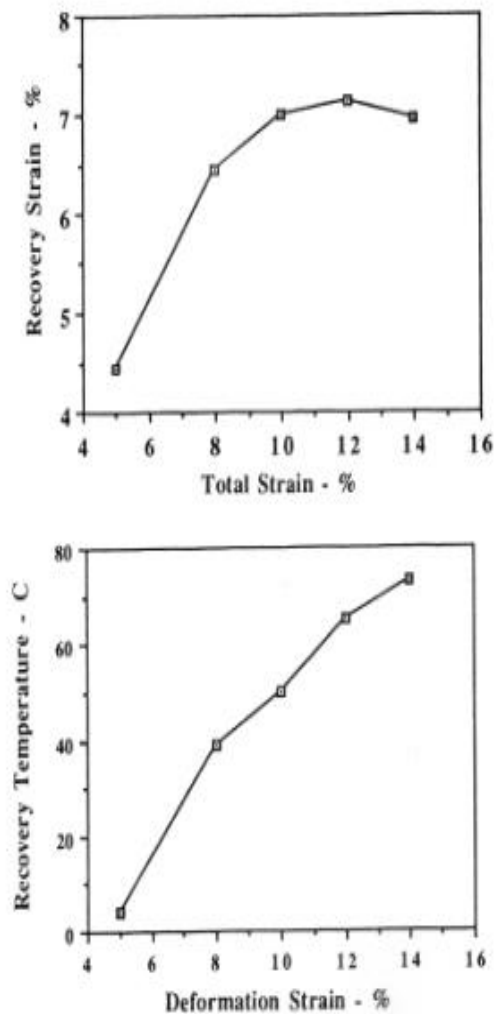 8
7
6
5
4
Recovery Strain - %
4 6 8 10 12 14 16
Total Strain - %
80
60
40
20
0
Recovery Temperature - C
4 6 8 10 12 14 16
Deformation Strain - %